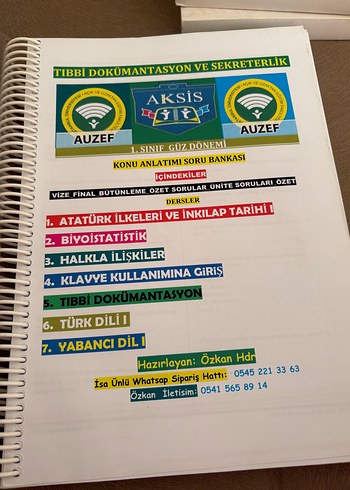 TIBBİ DOKÜMANTASYON VE SEKRETERLİK
AUZEF
AKSİS
AUZEF
1. SINIF GÜZ DÖNEMİ
KONU ANLATIMI SORU BANKASI
İÇİNDEKİLER
VİZE FİNAL BÜTÜNLEME ÖZET SORULAR ÜNİTE SORULARI ÖZET
DERSLER
1. ATATÜRK İLKELERİ VE İNKILAP TARİHİ I
2. BİYOİSTATİSTİK
3. HALKLA İLİŞKİLER
4. KLAVYE KULLANIMINA GİRİŞ
5. TIBBİ DOKÜMANTASYON
6. TÜRK DİLİ I
7. YABANCI DİL I
Hazırlayan: Özkan Hdr
İsa Ünlü Whatsap Sipariş Hattı: 0545 221 33 63
Özkan İletisim: 0541 565 89 14